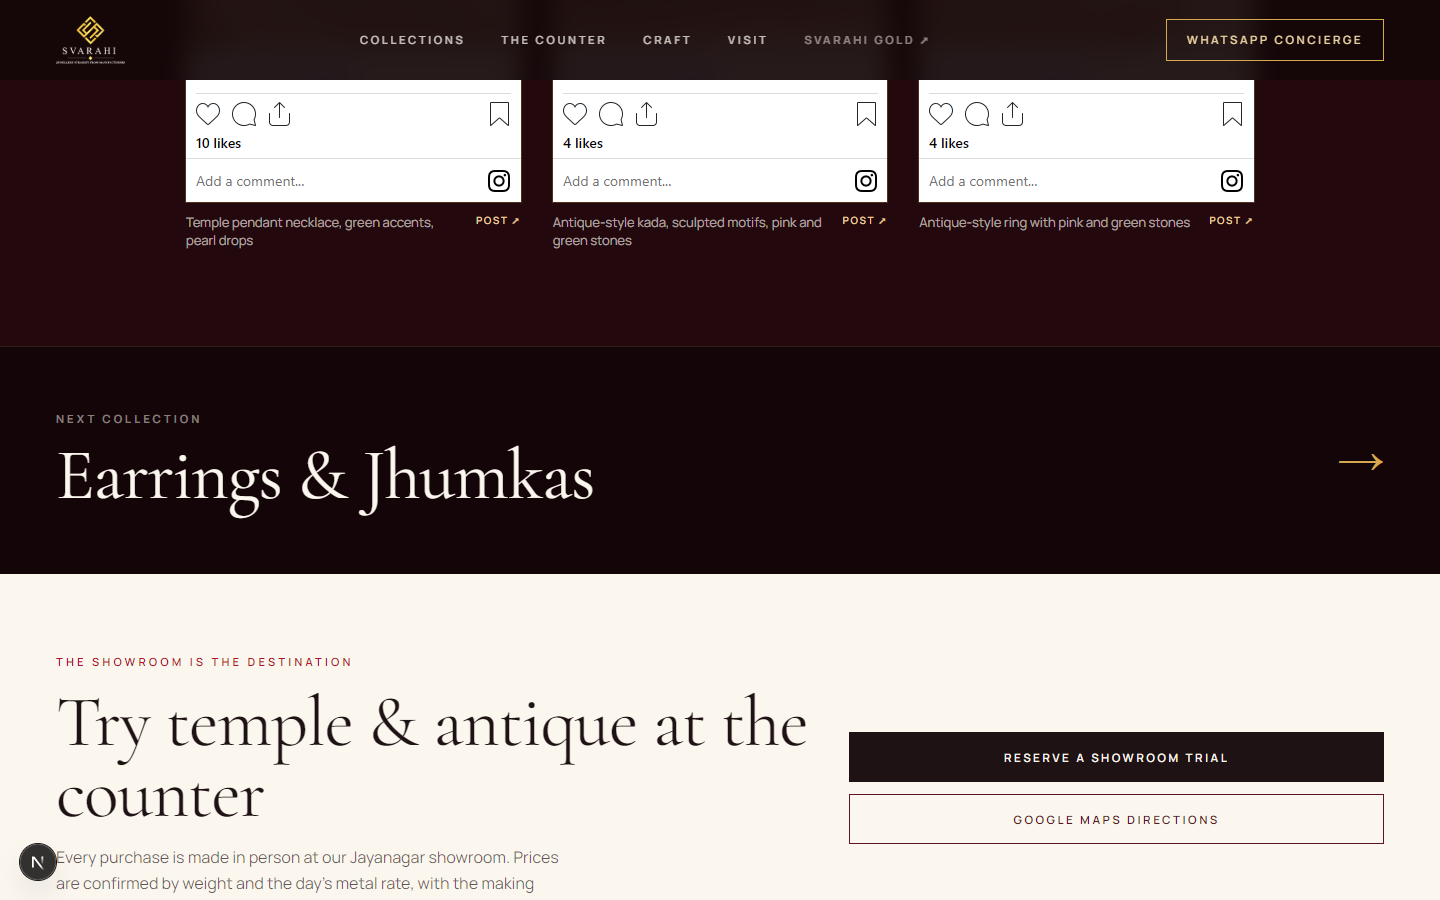 SVARAHI
COLLECTIONS
THE COUNTER
CRAFT
VISIT
SVARAHI GOLD ↗
WHATSAPP CONCIERGE
10 likes
Add a comment...
4 likes
Add a comment...
4 likes
Add a comment...
Temple pendant necklace, green accents,
pearl drops
POST ↗
Antique-style kada, sculpted motifs, pink and
green stones
POST ↗
Antique-style ring with pink and green stones
POST ↗
NEXT COLLECTION
Earrings & Jhumkas
→
THE SHOWROOM IS THE DESTINATION
Try temple & antique at the
counter
Every purchase is made in person at our Jayanagar showroom. Prices
are confirmed by weight and the day's metal rate, with the making
RESERVE A SHOWROOM TRIAL
GOOGLE MAPS DIRECTIONS
N